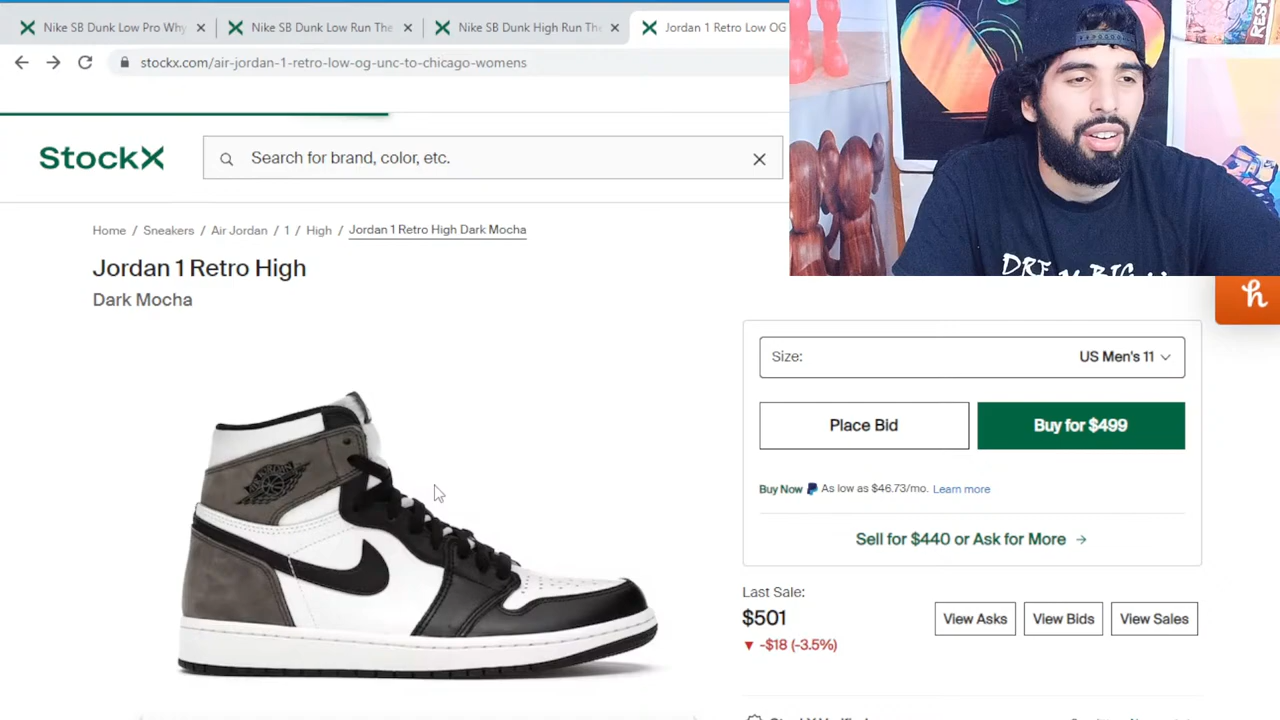 Nike SB Dunk Low Pro Why
Nike SB Dunk Low Run The
Nike SB Dunk High Run The
Jordan 1 Retro Low OG
stockx.com/air-jordan-1-retro-low-og-unc-to-chicago-womens
StockX
Search for brand, color, etc.
Home / Sneakers / Air Jordan / 1 / High / Jordan 1 Retro High Dark Mocha
Jordan 1 Retro High
Dark Mocha
h
Size: US Men's 11
Place Bid Buy for $499
Buy Now As low as $46.73/mo. Learn more
Sell for $440 or Ask for More →
Last Sale:
$501
▼ -$18 (-3.5%)
View Asks View Bids View Sales
AIR JORDAN